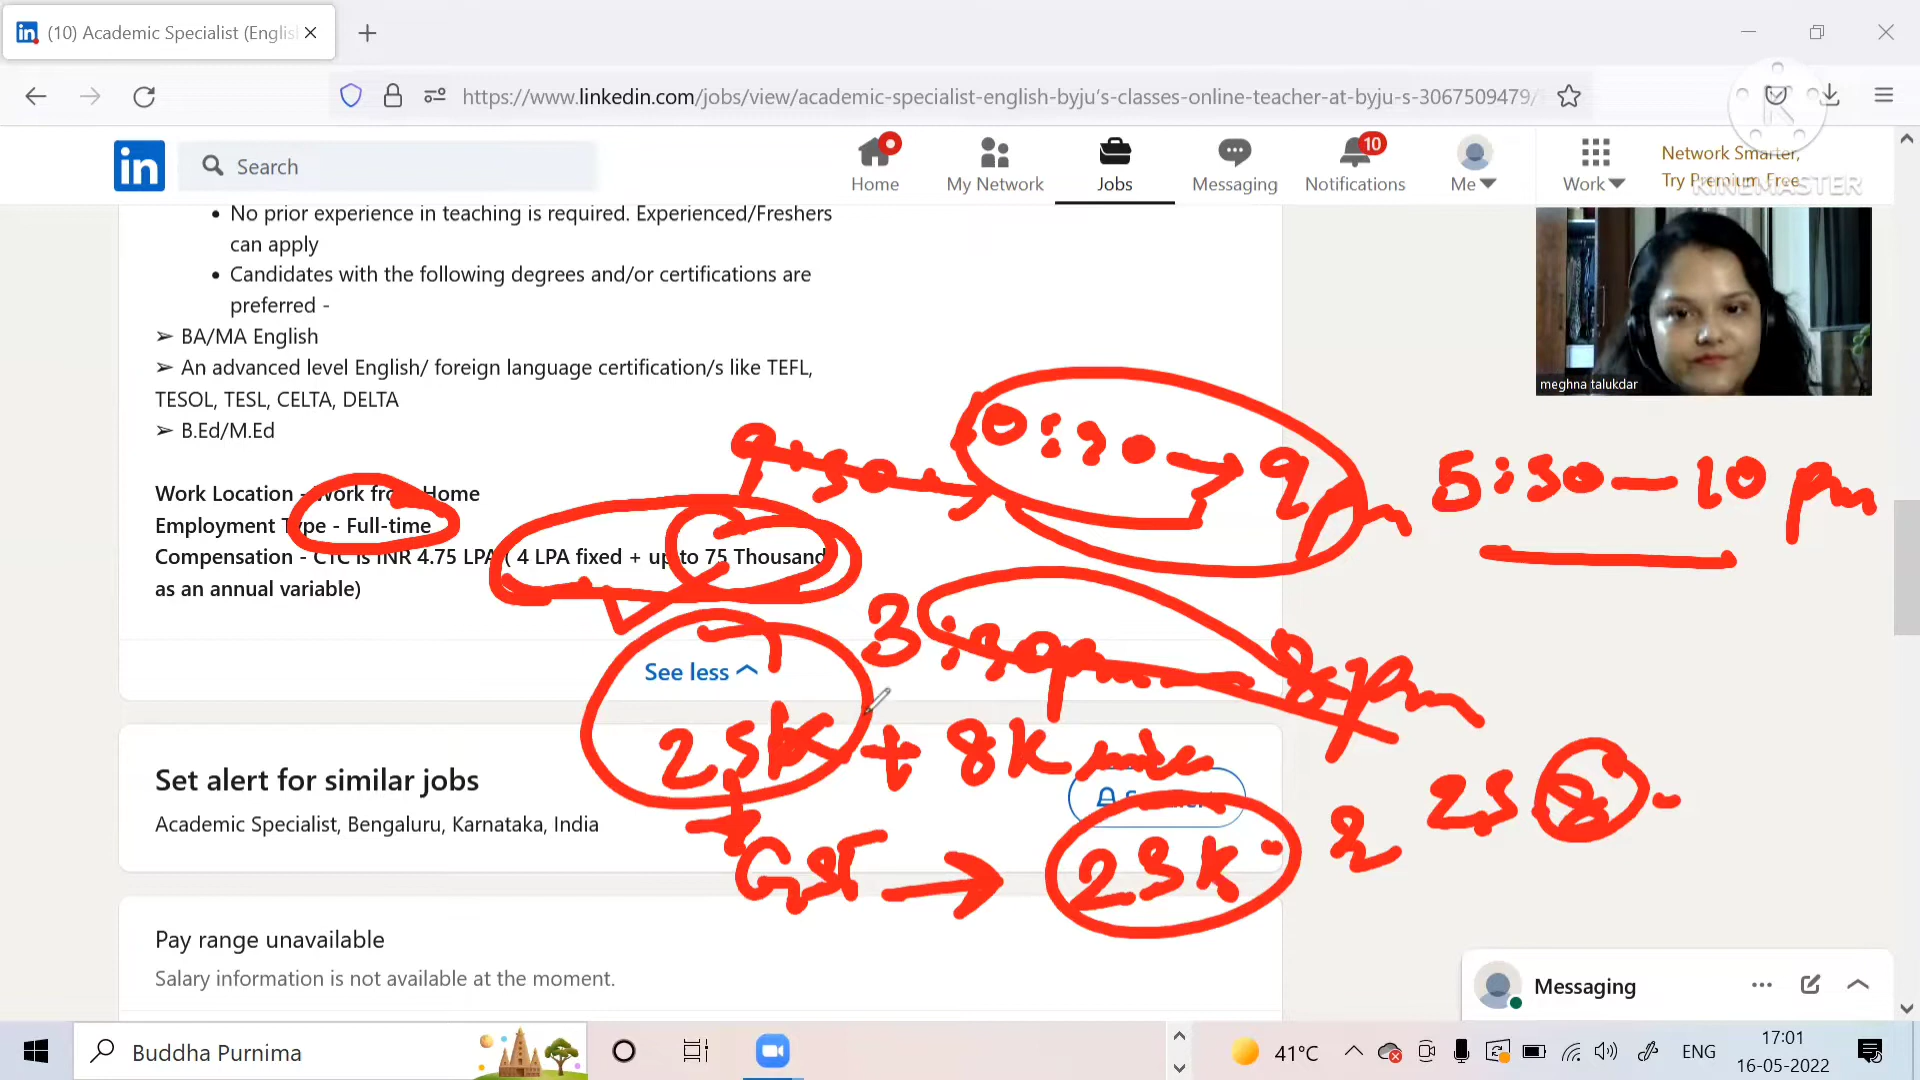 (10) Academic Specialist (Englis
https://www.linkedin.com/jobs/view/academic-specialist-english-byju's-classes-online-teacher-at-byju-s-3067509479/
in
Search
Home
My Network
Jobs
Messaging
10
Notifications
Me
Work
Network Smarter,
Try Premium Free
KINEMASTER
No prior experience in teaching is required. Experienced/Freshers
can apply
Candidates with the following degrees and/or certifications are
preferred -
➢ BA/MA English
➢ An advanced level English/ foreign language certification/s like TEFL,
TESOL, TESL, CELTA, DELTA
➢ B.Ed/M.Ed
meghna talukdar
Work Location - Work from Home
Employment Type - Full-time
Compensation - CTC is INR 4.75 LPA ( 4 LPA fixed + up to 75 Thousand
as an annual variable)
5:30 — 10 pm
See less
25K + 8K
GST → 23K
Set alert for similar jobs
Academic Specialist, Bengaluru, Karnataka, India
Pay range unavailable
Salary information is not available at the moment.
Messaging
Buddha Purnima
41°C
ENG
17:01
16-05-2022